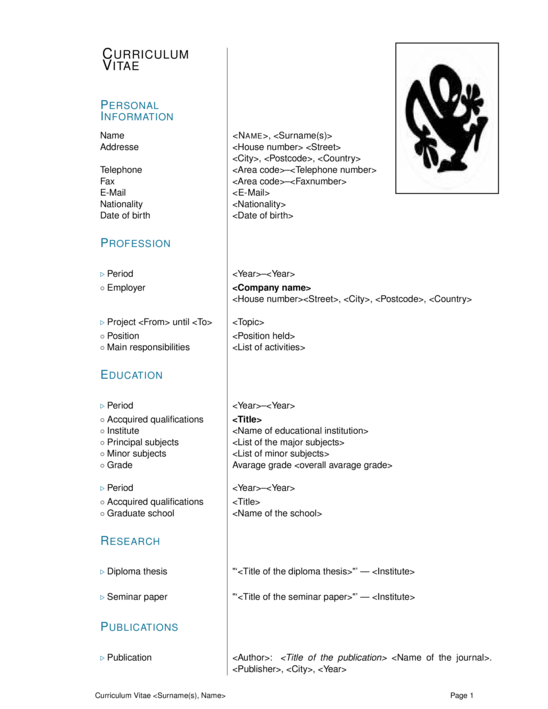 CURRICULUM
VITAE
PERSONAL
INFORMATION
Name <NAME>, <Surname(s)>
Addresse <House number> <Street>
<City>, <Postcode>, <Country>
Telephone <Area code>–<Telephone number>
Fax <Area code>–<Faxnumber>
E-Mail <E-Mail>
Nationality <Nationality>
Date of birth <Date of birth>
PROFESSION
▷ Period <Year>–<Year>
○ Employer <Company name>
<House number><Street>, <City>, <Postcode>, <Country>
▷ Project <From> until <To> <Topic>
○ Position <Position held>
○ Main responsibilities <List of activities>
EDUCATION
▷ Period <Year>–<Year>
○ Accquired qualifications <Title>
○ Institute <Name of educational institution>
○ Principal subjects <List of the major subjects>
○ Minor subjects <List of minor subjects>
○ Grade Avarage grade <overall avarage grade>
▷ Period <Year>–<Year>
○ Accquired qualifications <Title>
○ Graduate school <Name of the school>
RESEARCH
▷ Diploma thesis "'<Title of the diploma thesis>"' — <Institute>
▷ Seminar paper "'<Title of the seminar paper>"' — <Institute>
PUBLICATIONS
▷ Publication <Author>: <Title of the publication> <Name of the journal>.
<Publisher>, <City>, <Year>
Curriculum Vitae <Surname(s), Name> Page 1